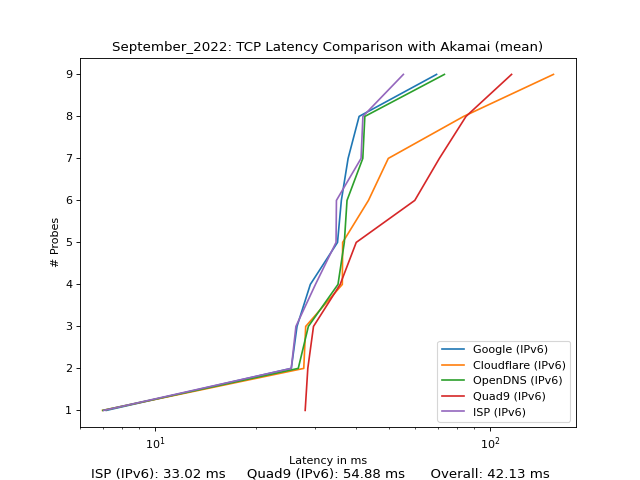 September_2022: TCP Latency Comparison with Akamai (mean)
9
8
7
6
5
4
3
2
1
# Probes
Google (IPv6)
Cloudflare (IPv6)
OpenDNS (IPv6)
Quad9 (IPv6)
ISP (IPv6)
10¹ 10²
Latency in ms
ISP (IPv6): 33.02 ms Quad9 (IPv6): 54.88 ms Overall: 42.13 ms